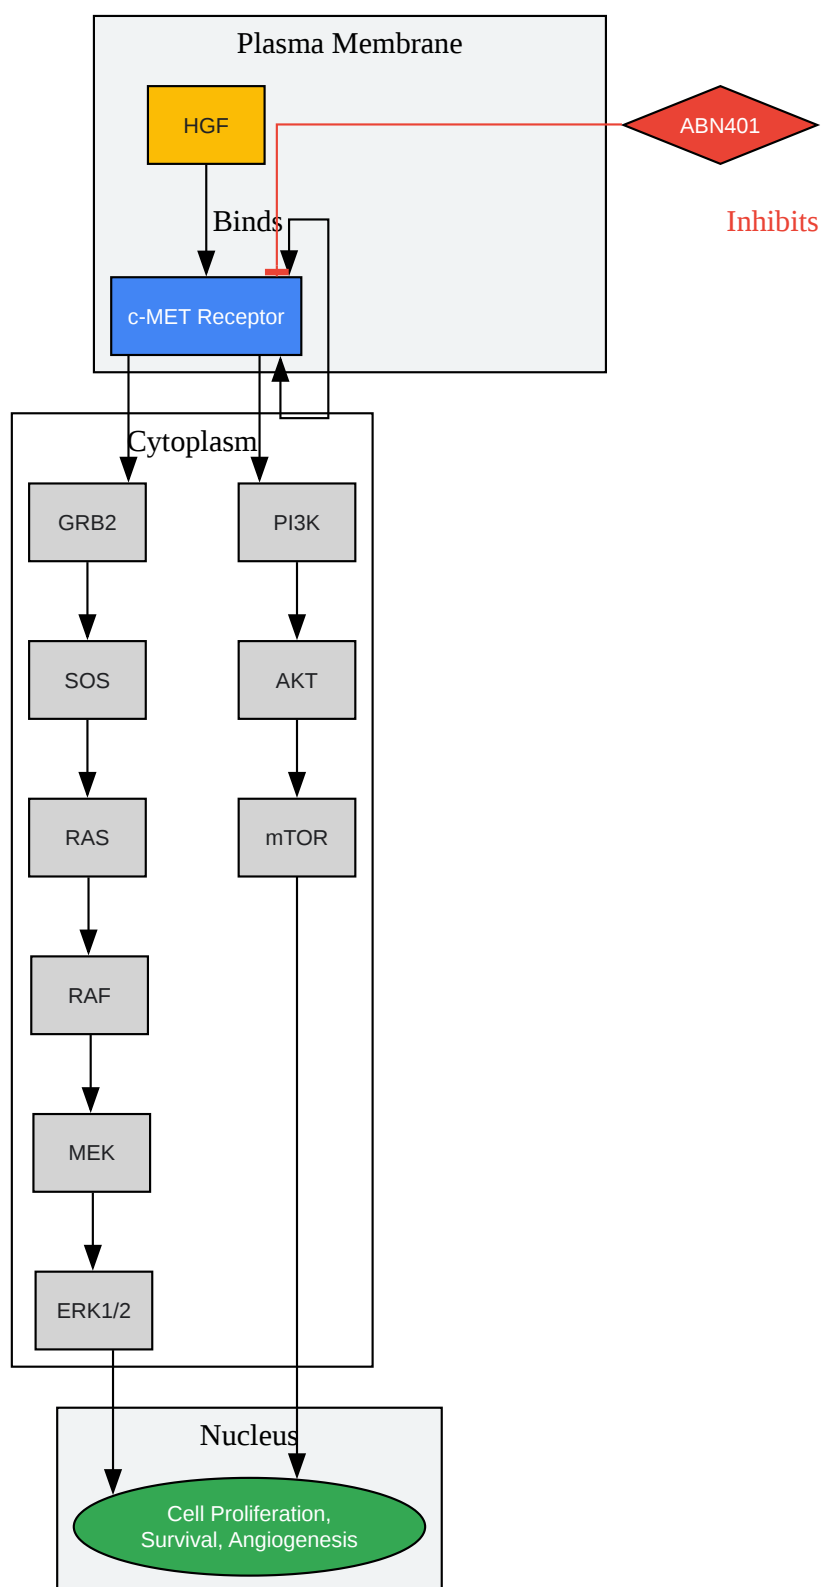 Plasma Membrane
HGF
ABN401
Binds
Inhibits
c-MET Receptor
Cytoplasm
GRB2
PI3K
SOS
AKT
RAS
mTOR
RAF
MEK
ERK1/2
Nucleus
Cell Proliferation,
Survival, Angiogenesis